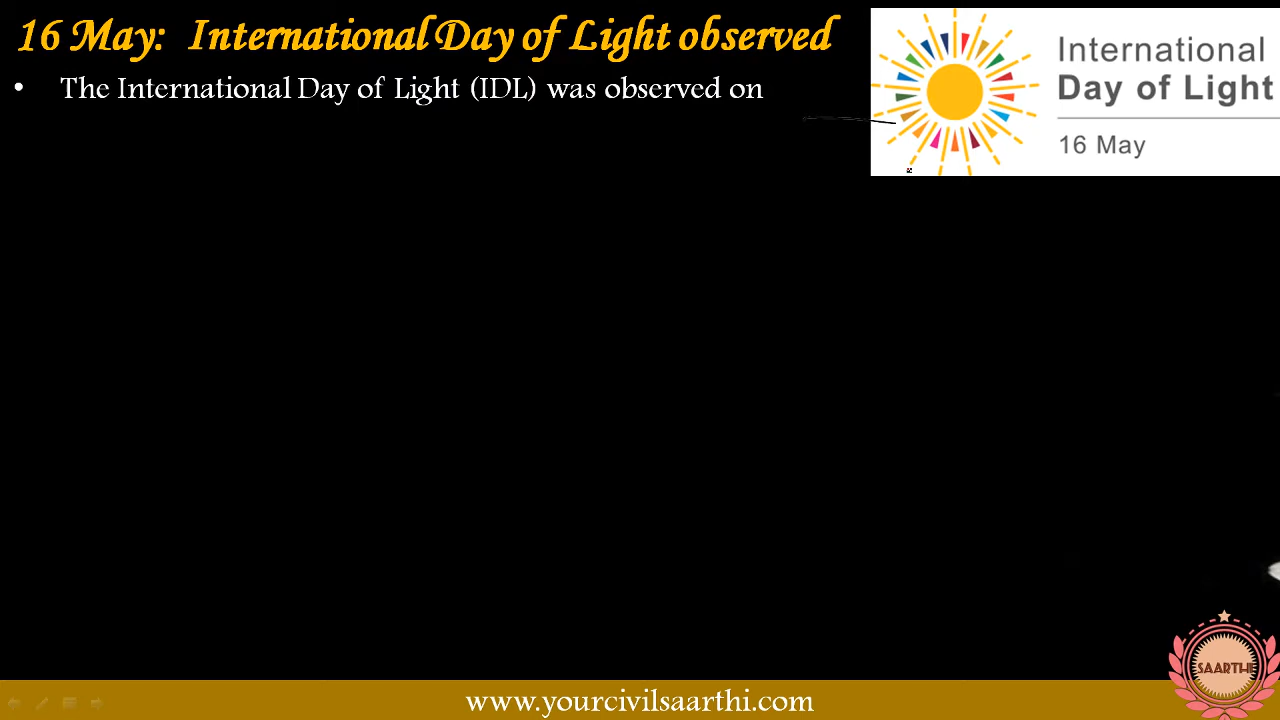 16 May: International Day of Light observed
• The International Day of Light (IDL) was observed on
International
Day of Light
16 May
SAARTHI
www.yourcivilsaarthi.com